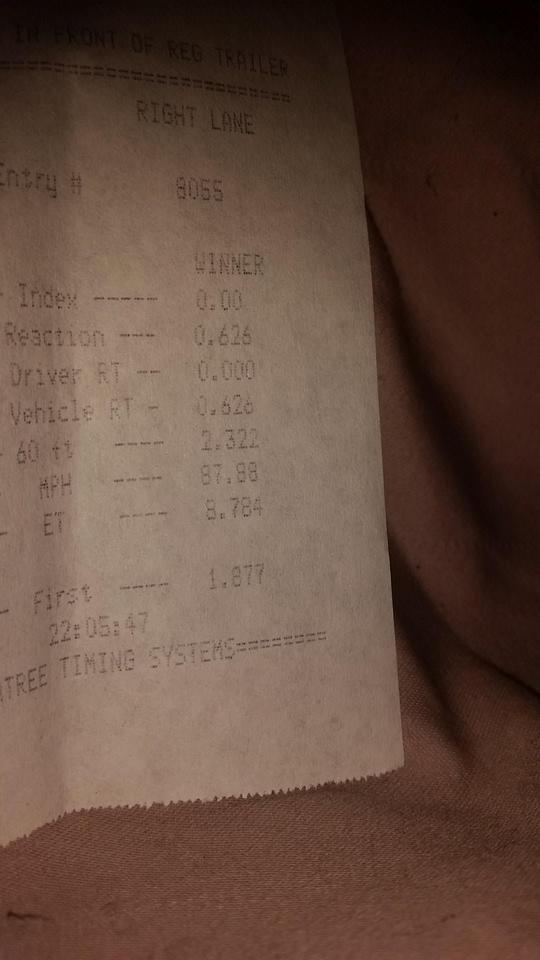 IN FRONT OF REG TRAILER
=========================
RIGHT LANE
Entry # 8055
WINNER
Index ----- 0.00
Reaction --- 0.626
Driver RT -- 0.000
Vehicle RT - 0.626
- 60 ft ---- 2.322
- MPH ---- 87.88
- ET ---- 8.784
- First ---- 1.877
22:05:47
TREE TIMING SYSTEMS========